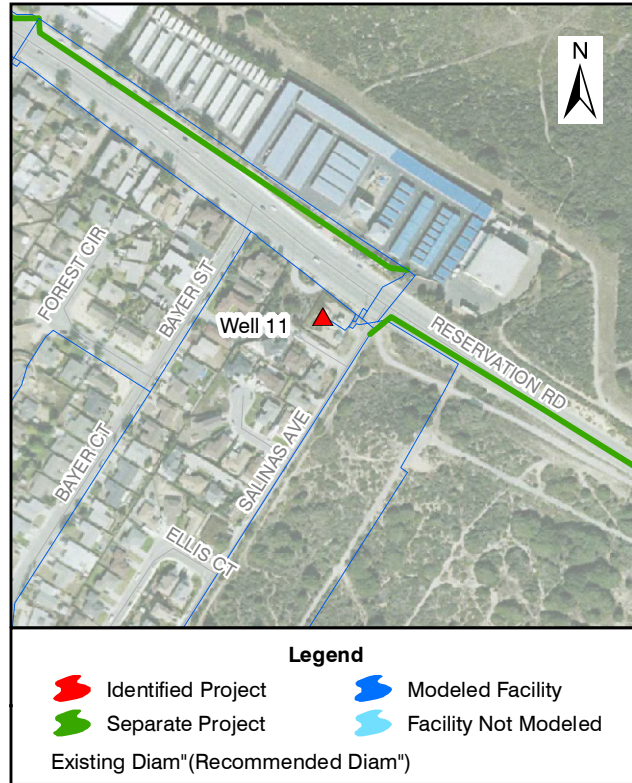 N
FOREST CIR
BAYER ST
Well 11
RESERVATION RD
BAYER CT
SALINAS AVE
ELLIS CT
Legend
Identified Project
Modeled Facility
Separate Project
Facility Not Modeled
Existing Diam"(Recommended Diam")